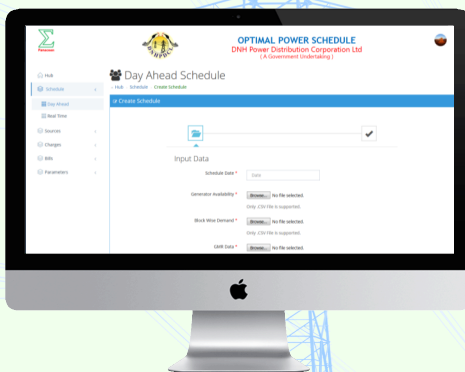 OPTIMAL POWER SCHEDULE
DNH Power Distribution Corporation Ltd
( A Government Undertaking )
DNHPDCL
Hub
Schedule
Day Ahead
Real Time
Sources
Charges
Bills
Parameters
Day Ahead Schedule
Hub Schedule Create Schedule
Create Schedule
Input Data
Schedule Date *
Date
Generator Availability *
Browse... No file selected.
Only .CSV File is supported.
Block Wise Demand *
Browse... No file selected.
Only .CSV File is supported.
GMR Data *
Browse... No file selected.